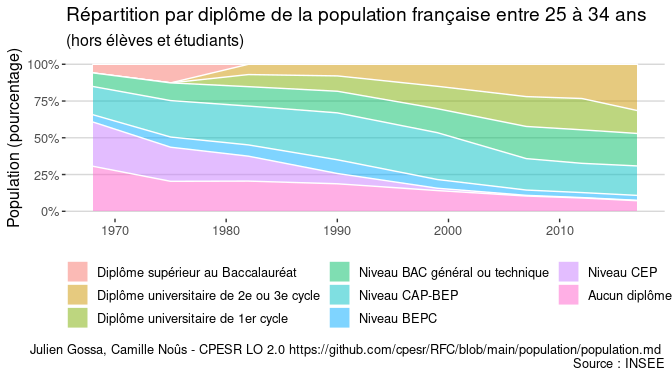 Répartition par diplôme de la population française entre 25 à 34 ans
(hors élèves et étudiants)
Population (pourcentage)
100%
75%
50%
25%
0%
1970
1980
1990
2000
2010
Diplôme supérieur au Baccalauréat
Diplôme universitaire de 2e ou 3e cycle
Diplôme universitaire de 1er cycle
Niveau BAC général ou technique
Niveau CAP-BEP
Niveau BEPC
Niveau CEP
Aucun diplôme
Julien Gossa, Camille Noûs - CPESR LO 2.0 https://github.com/cpesr/RFC/blob/main/population/population.md
Source : INSEE